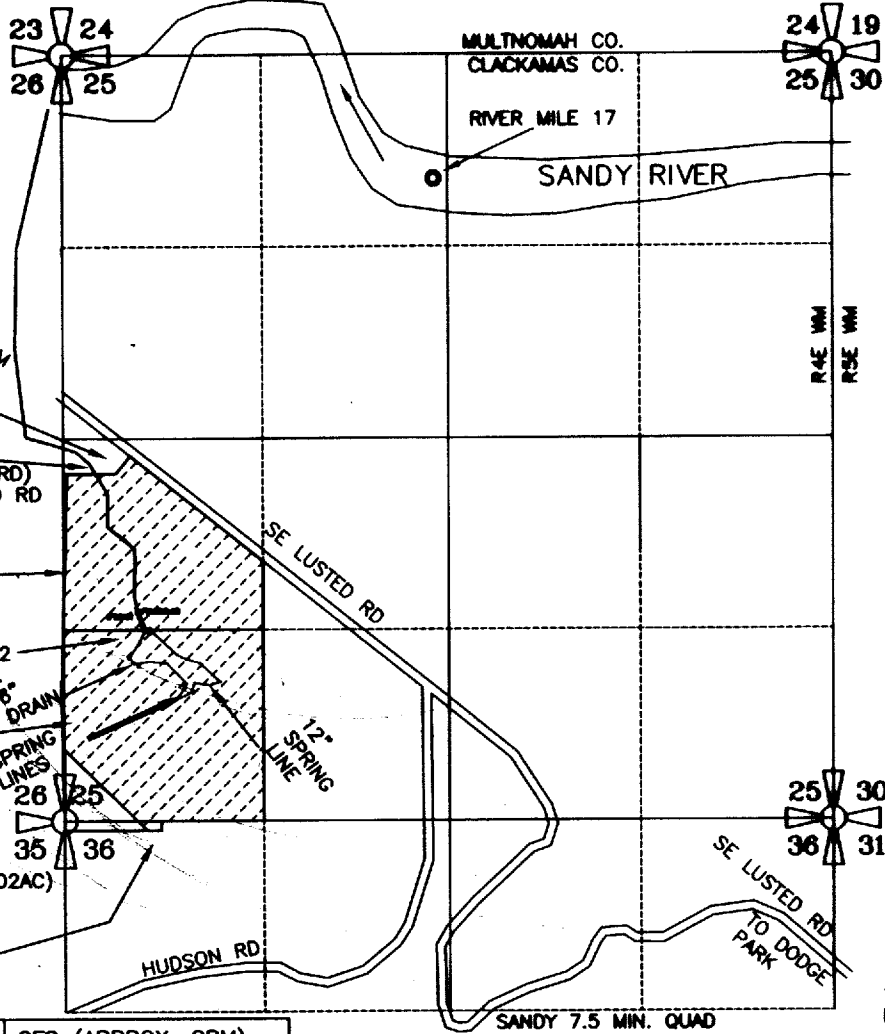 23 24
26 25
24 19
25 30
MULTNOMAH CO.
CLACKAMAS CO.
RIVER MILE 17
SANDY RIVER
R4E WM
R5E WM
RD)
RD
SE LUSTED RD
2
6"
DRAIN
SPRING
LINES
12"
SPRING
LINE
26 25
35 36
25 30
36 31
02AC)
SE LUSTED RD
TO DODGE
PARK
HUDSON RD
SANDY 7.5 MIN. QUAD